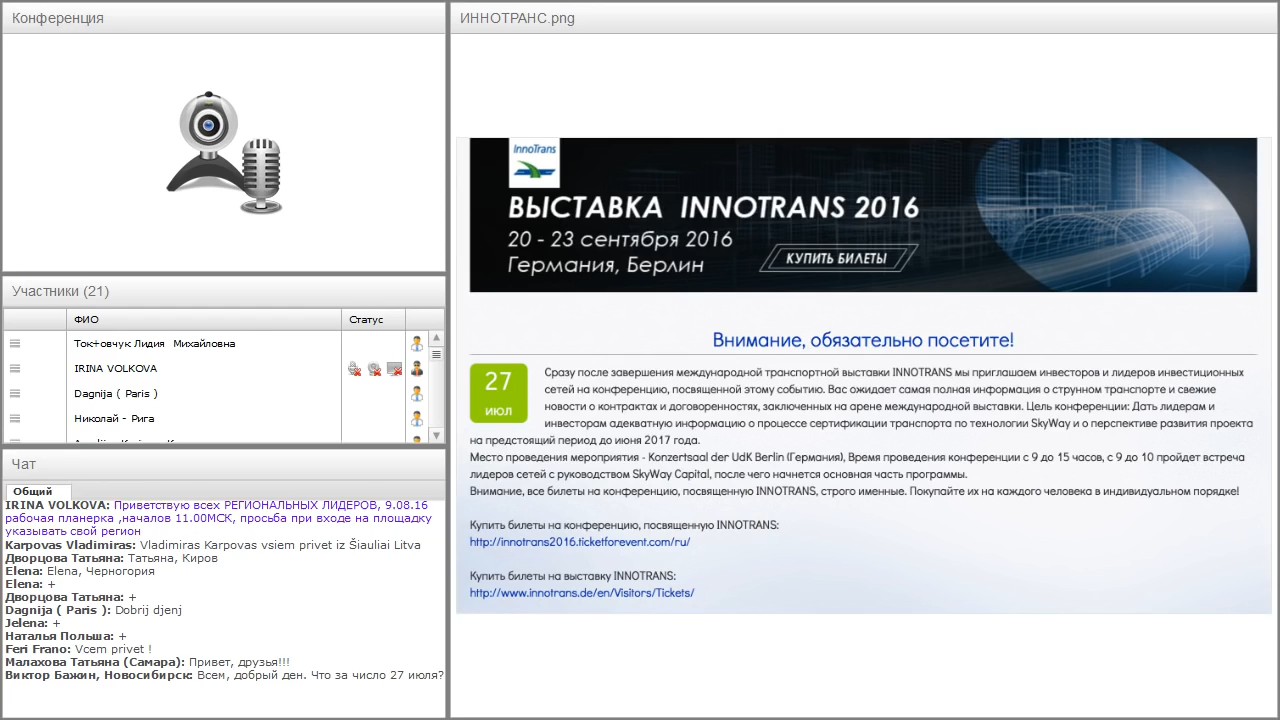 Конференция
Участники (21)
ФИО
Статус
Ток+овчук Лидия Михайловна
IRINA VOLKOVA
Dagnija ( Paris )
Николай - Рига
Чат
Общий
IRINA VOLKOVA: Приветствую всех РЕГИОНАЛЬНЫХ ЛИДЕРОВ, 9.08.16
рабочая планерка ,началов 11.00МСК, просьба при входе на площадку
указывать свой регион
Karpovas Vladimiras: Vladimiras Karpovas vsiem privet iz Šiauliai Litva
Дворцова Татьяна: Татьяна, Киров
Elena: Elena, Черногория
Elena: +
Дворцова Татьяна: +
Dagnija ( Paris ): Dobrij djenj
Jelena: +
Наталья Польша: +
Feri Frano: Vcem privet !
Малахова Татьяна (Самара): Привет, друзья!!!
Виктор Бажин, Новосибирск: Всем, добрый ден. Что за число 27 июля?
ИННОТРАНС.png
InnoTrans
ВЫСТАВКА INNOTRANS 2016
20 - 23 сентября 2016
Германия, Берлин
КУПИТЬ БИЛЕТЫ
Внимание, обязательно посетите!
27
июл
Сразу после завершения международной транспортной выставки INNOTRANS мы приглашаем инвесторов и лидеров инвестиционных
сетей на конференцию, посвященной этому событию. Вас ожидает самая полная информация о струнном транспорте и свежие
новости о контрактах и договоренностях, заключенных на арене международной выставки. Цель конференции: Дать лидерам и
инвесторам адекватную информацию о процессе сертификации транспорта по технологии SkyWay и о перспективе развития проекта
на предстоящий период до июня 2017 года.
Место проведения мероприятия - Konzertsaal der UdK Berlin (Германия), Время проведения конференции с 9 до 15 часов, с 9 до 10 пройдет встреча
лидеров сетей с руководством SkyWay Capital, после чего начнется основная часть программы.
Внимание, все билеты на конференцию, посвященную INNOTRANS, строго именные. Покупайте их на каждого человека в индивидуальном порядке!
Купить билеты на конференцию, посвященную INNOTRANS:
http://innotrans2016.ticketforevent.com/ru/
Купить билеты на выставку INNOTRANS:
http://www.innotrans.de/en/Visitors/Tickets/